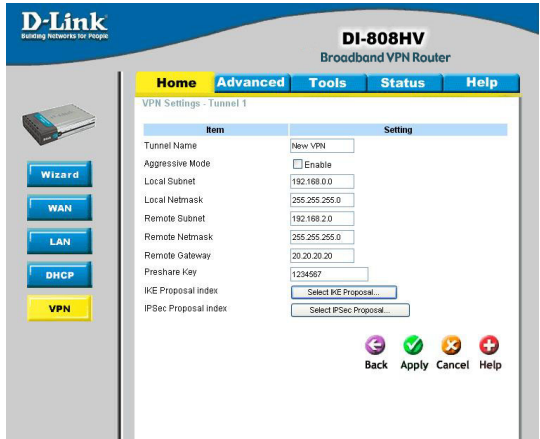 D-Link
Building Networks for People
DI-808HV
Broadband VPN Router
Home Advanced Tools Status Help
VPN Settings - Tunnel 1
Item Setting
Tunnel Name New VPN
Aggressive Mode Enable
Local Subnet 192.168.0.0
Local Netmask 255.255.255.0
Remote Subnet 192.168.2.0
Remote Netmask 255.255.255.0
Remote Gateway 20.20.20.20
Preshare Key 1234567
IKE Proposal index Select IKE Proposal...
IPSec Proposal index Select IPSec Proposal...
Wizard
WAN
LAN
DHCP
VPN
Back Apply Cancel Help